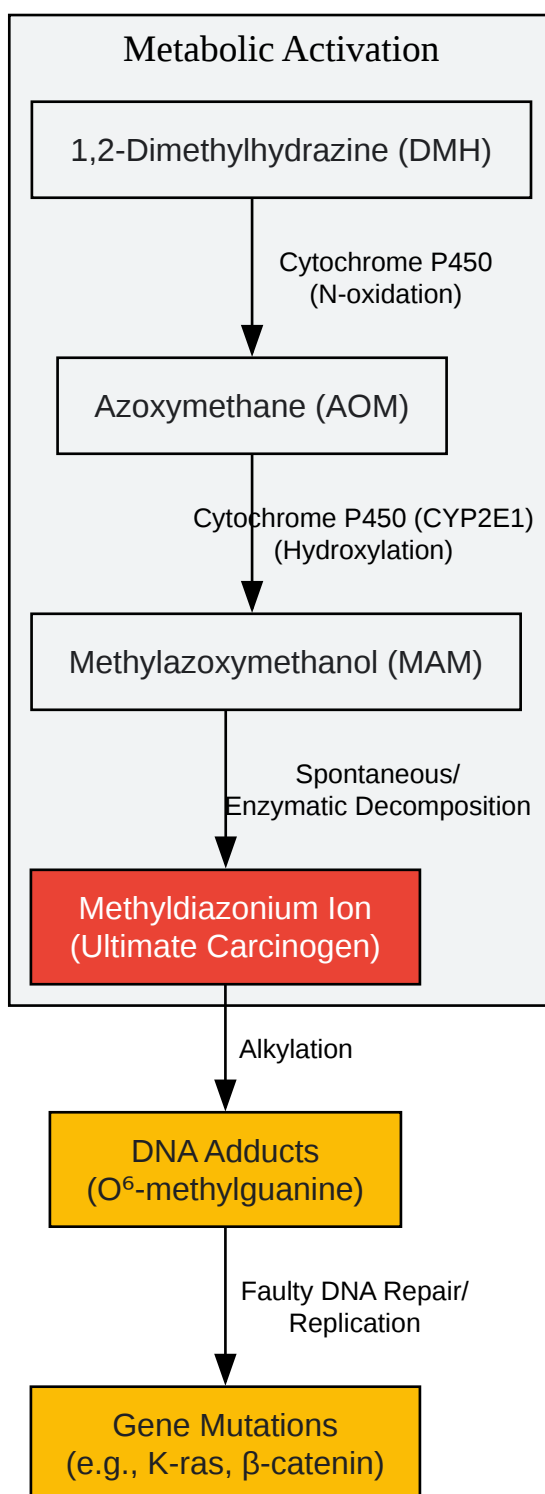 Metabolic Activation
1,2-Dimethylhydrazine (DMH)
Cytochrome P450
(N-oxidation)
Azoxymethane (AOM)
Cytochrome P450 (CYP2E1)
(Hydroxylation)
Methylazoxymethanol (MAM)
Spontaneous/
Enzymatic Decomposition
Methyldiazonium Ion
(Ultimate Carcinogen)
Alkylation
DNA Adducts
(O⁶-methylguanine)
Faulty DNA Repair/
Replication
Gene Mutations
(e.g., K-ras, β-catenin)